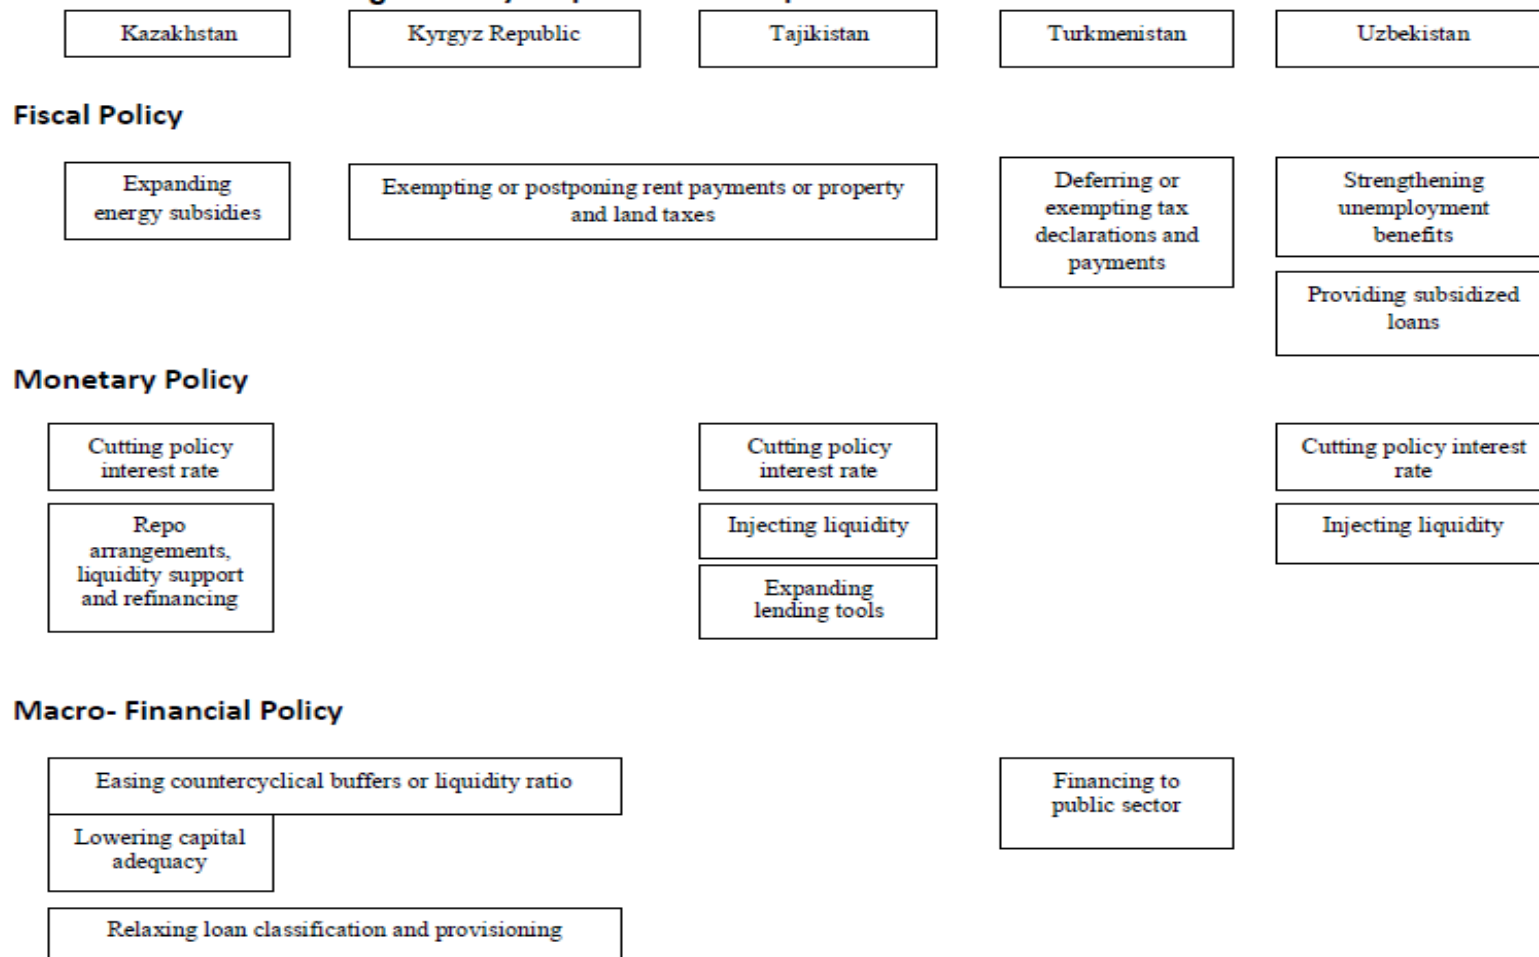 Kazakhstan
Kyrgyz Republic
Tajikistan
Turkmenistan
Uzbekistan
Fiscal Policy
Expanding
energy subsidies
Exempting or postponing rent payments or property
and land taxes
Deferring or
exempting tax
declarations and
payments
Strengthening
unemployment
benefits
Providing subsidized
loans
Monetary Policy
Cutting policy
interest rate
Cutting policy
interest rate
Cutting policy interest
rate
Repo
arrangements,
liquidity support
and refinancing
Injecting liquidity
Injecting liquidity
Expanding
lending tools
Macro- Financial Policy
Easing countercyclical buffers or liquidity ratio
Financing to
public sector
Lowering capital
adequacy
Relaxing loan classification and provisioning